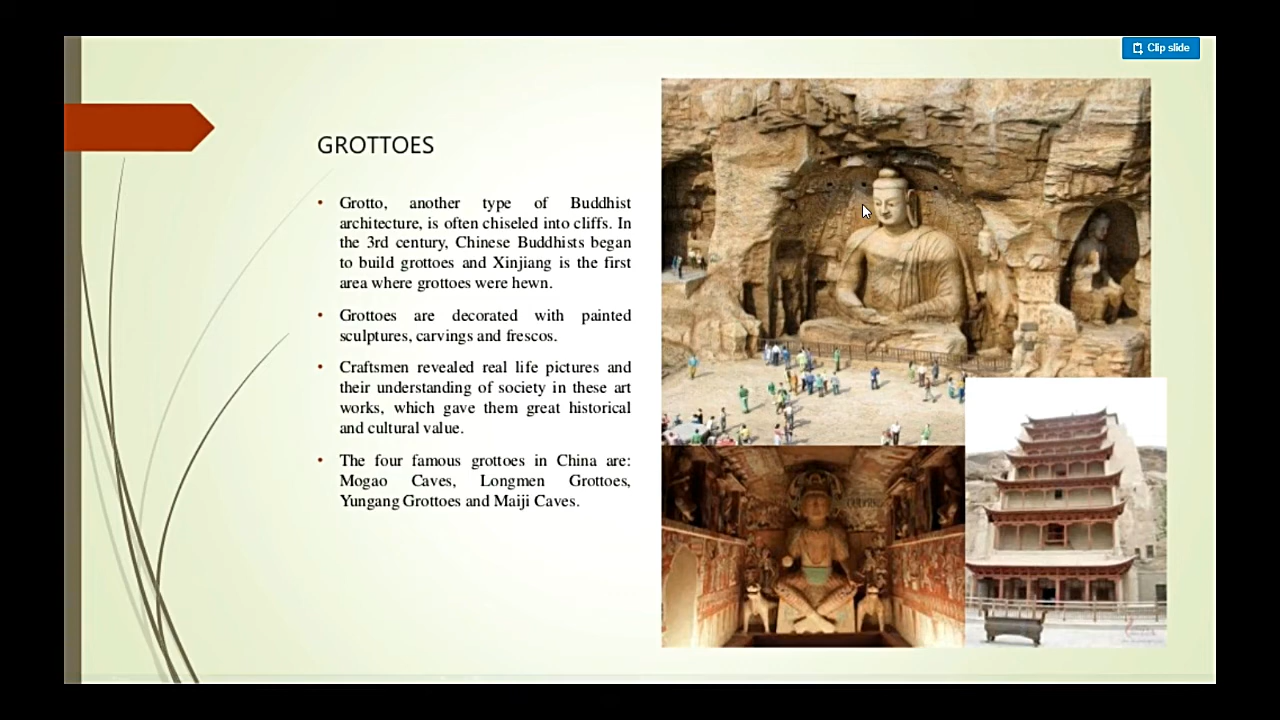 Clip slide
GROTTOES
• Grotto, another type of Buddhist
architecture, is often chiseled into cliffs. In
the 3rd century, Chinese Buddhists began
to build grottoes and Xinjiang is the first
area where grottoes were hewn.
• Grottoes are decorated with painted
sculptures, carvings and frescos.
• Craftsmen revealed real life pictures and
their understanding of society in these art
works, which gave them great historical
and cultural value.
• The four famous grottoes in China are:
Mogao Caves, Longmen Grottoes,
Yungang Grottoes and Maiji Caves.